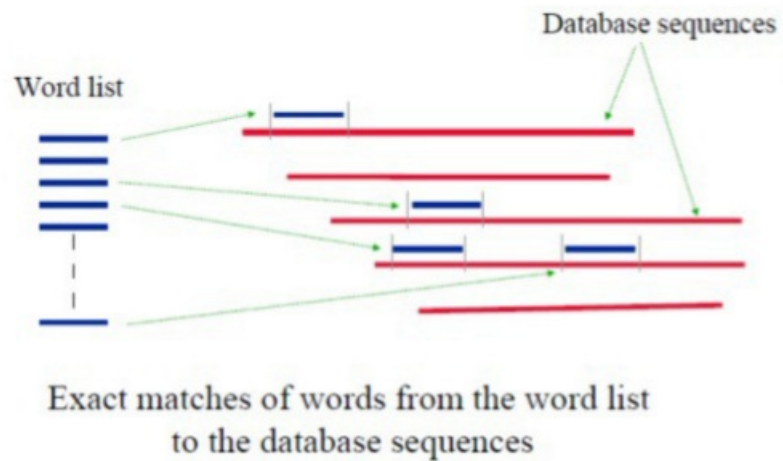 Database sequences
Word list
Exact matches of words from the word list
to the database sequences